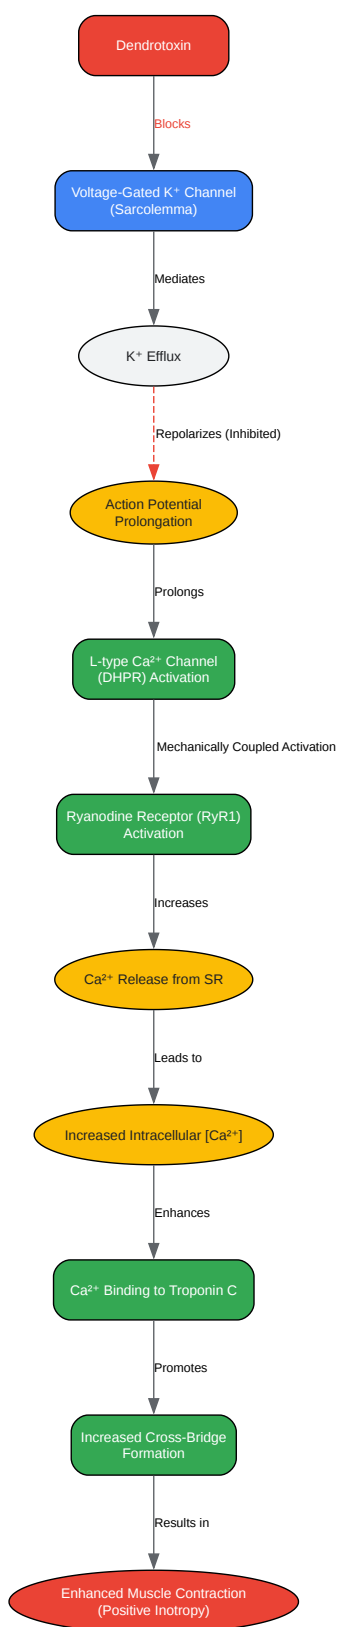 Dendrotoxin
Blocks
Voltage-Gated K⁺ Channel
(Sarcolemma)
Mediates
K⁺ Efflux
Repolarizes (Inhibited)
Action Potential
Prolongation
Prolongs
L-type Ca²⁺ Channel
(DHPR) Activation
Mechanically Coupled Activation
Ryanodine Receptor (RyR1)
Activation
Increases
Ca²⁺ Release from SR
Leads to
Increased Intracellular [Ca²⁺]
Enhances
Ca²⁺ Binding to Troponin C
Promotes
Increased Cross-Bridge
Formation
Results in
Enhanced Muscle Contraction
(Positive Inotropy)